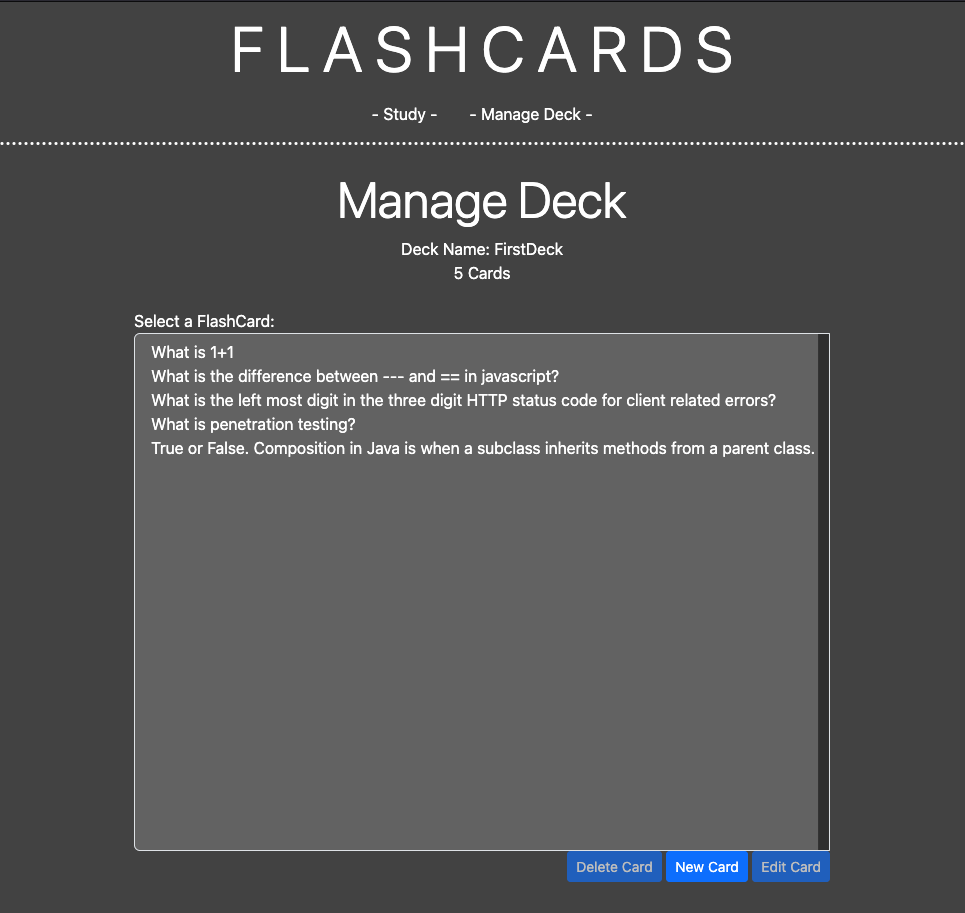 FLASHCARDS
- Study - - Manage Deck -
Manage Deck
Deck Name: FirstDeck
5 Cards
Select a FlashCard:
What is 1+1
What is the difference between --- and == in javascript?
What is the left most digit in the three digit HTTP status code for client related errors?
What is penetration testing?
True or False. Composition in Java is when a subclass inherits methods from a parent class.
Delete Card New Card Edit Card